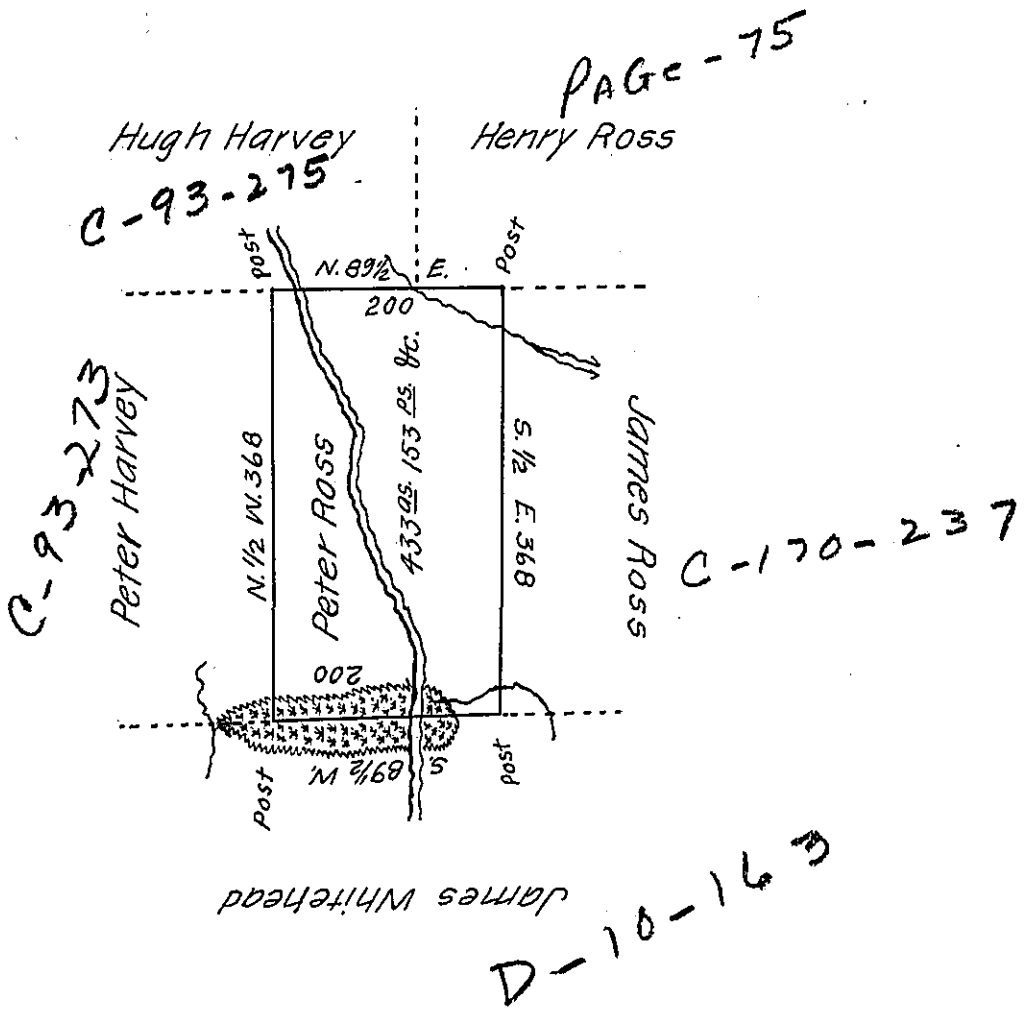 PAGe - 75
Hugh Harvey
Henry Ross
C-93-275
Post
Post
N. 89½ E.
200
C-93-273
Peter Harvey
N. ½ W. 368
Peter Ross
433 as. 153 ps. &c.
S. ½ E. 368
James Ross
C-170-237
200
S. 89½ W.
Post
Post
James Whitehead
D-10-163